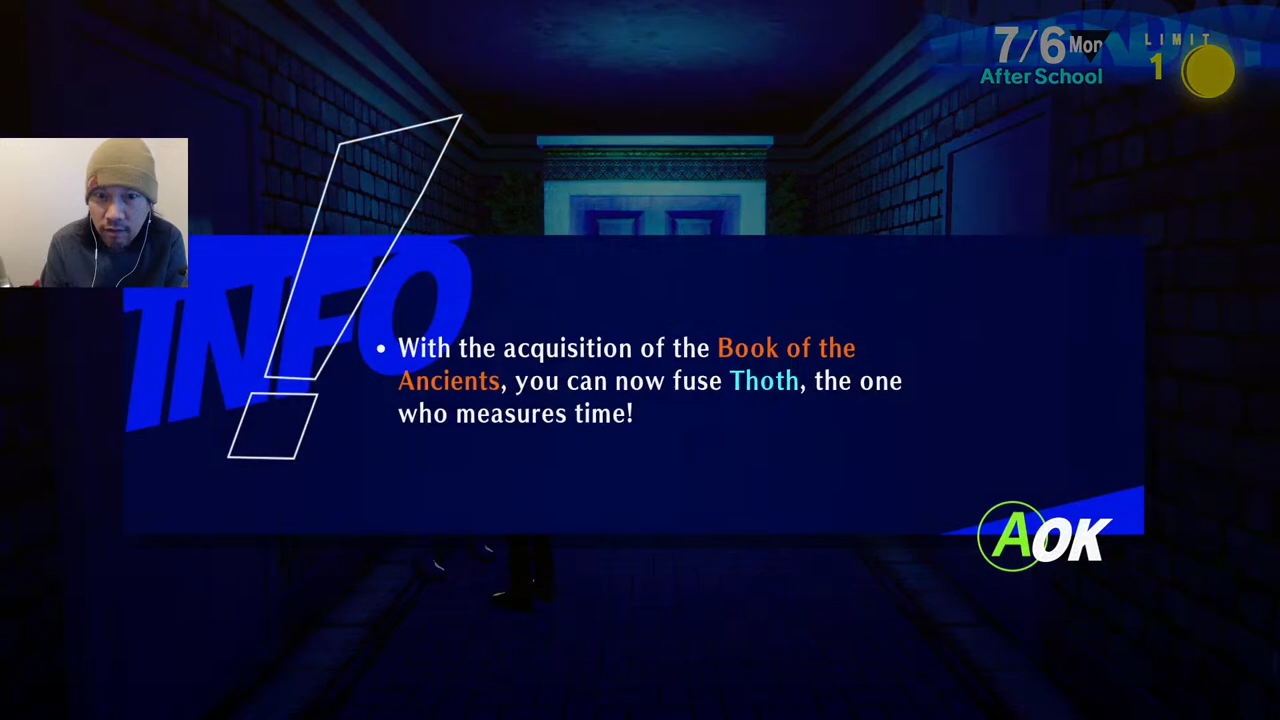 7/6 Mon
LIMIT
1
After School
INFO
• With the acquisition of the Book of the
Ancients, you can now fuse Thoth, the one
who measures time!
A OK